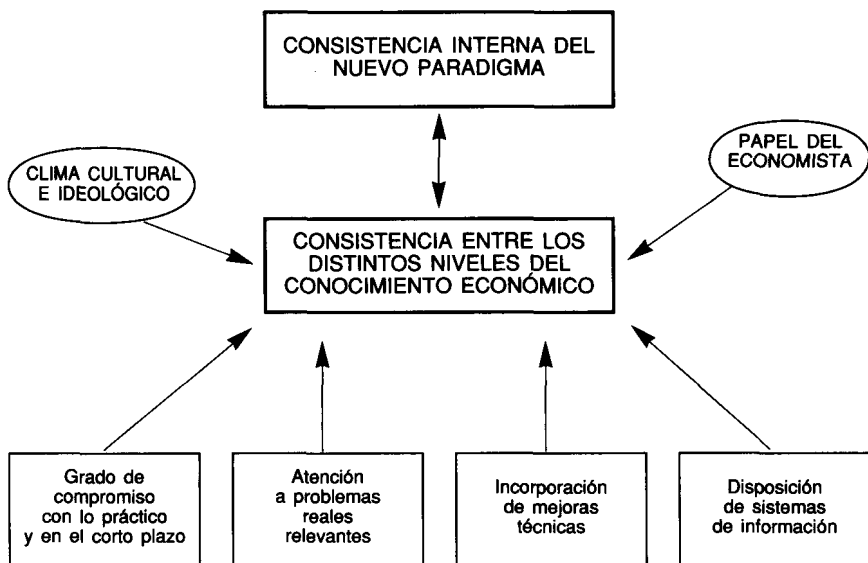 CONSISTENCIA INTERNA DEL
NUEVO PARADIGMA
CLIMA CULTURAL
E IDEOLÓGICO
PAPEL DEL
ECONOMISTA
CONSISTENCIA ENTRE LOS
DISTINTOS NIVELES DEL
CONOCIMIENTO ECONÓMICO
Grado de
compromiso
con lo práctico
y en el corto plazo
Atención
a problemas
reales
relevantes
Incorporación
de mejoras
técnicas
Disposición
de sistemas
de información